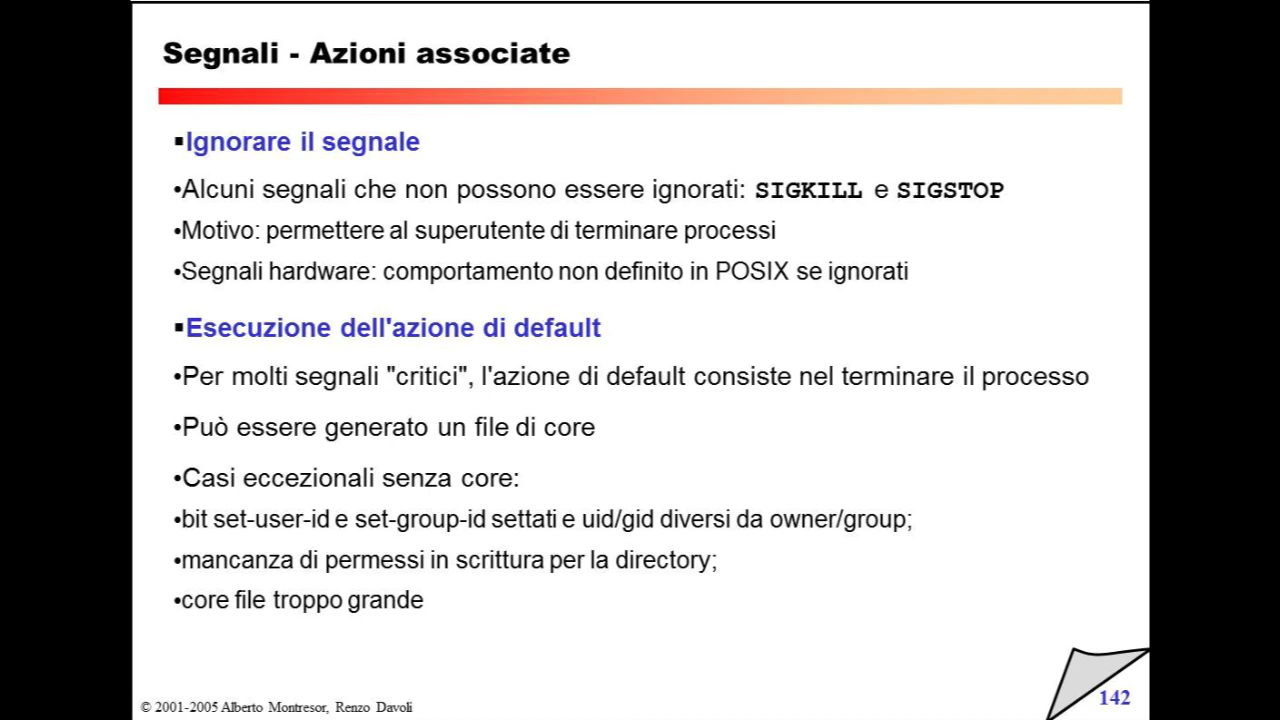 Segnali - Azioni associate
▪Ignorare il segnale
•Alcuni segnali che non possono essere ignorati: SIGKILL e SIGSTOP
•Motivo: permettere al superutente di terminare processi
•Segnali hardware: comportamento non definito in POSIX se ignorati
▪Esecuzione dell'azione di default
•Per molti segnali "critici", l'azione di default consiste nel terminare il processo
•Può essere generato un file di core
•Casi eccezionali senza core:
•bit set-user-id e set-group-id settati e uid/gid diversi da owner/group;
•mancanza di permessi in scrittura per la directory;
•core file troppo grande
© 2001-2005 Alberto Montresor, Renzo Davoli
142